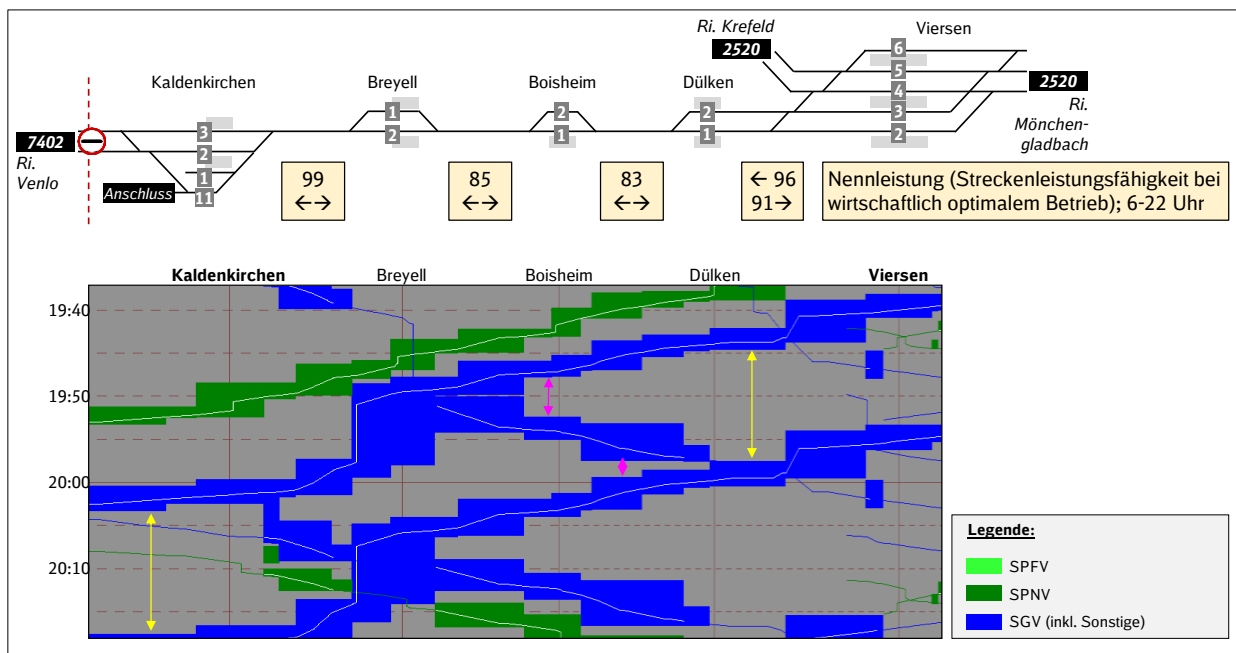 Ri. Krefeld
Viersen
2520
6
Kaldenkirchen
Breyell
Boisheim
Dülken
5
2520
1
2
2
4
3
3
7402
2
1
1
2
Ri.
Mönchen-
gladbach
2
Ri.
Venlo
1
Anschluss
11
99
←→
85
←→
83
←→
← 96
91→
Nennleistung (Streckenleistungsfähigkeit bei
wirtschaftlich optimalem Betrieb); 6-22 Uhr
Kaldenkirchen
Breyell
Boisheim
Dülken
Viersen
19:40
19:50
20:00
20:10
Legende:
SPFV
SPNV
SGV (inkl. Sonstige)